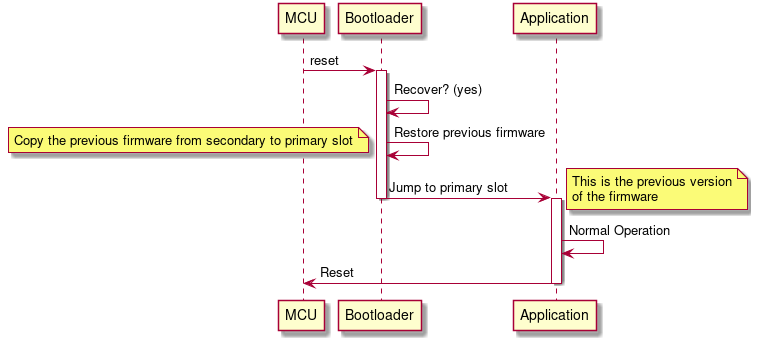 MCU
Bootloader
Application
reset
Recover? (yes)
Restore previous firmware
Copy the previous firmware from secondary to primary slot
Jump to primary slot
This is the previous version
of the firmware
Normal Operation
Reset
MCU
Bootloader
Application